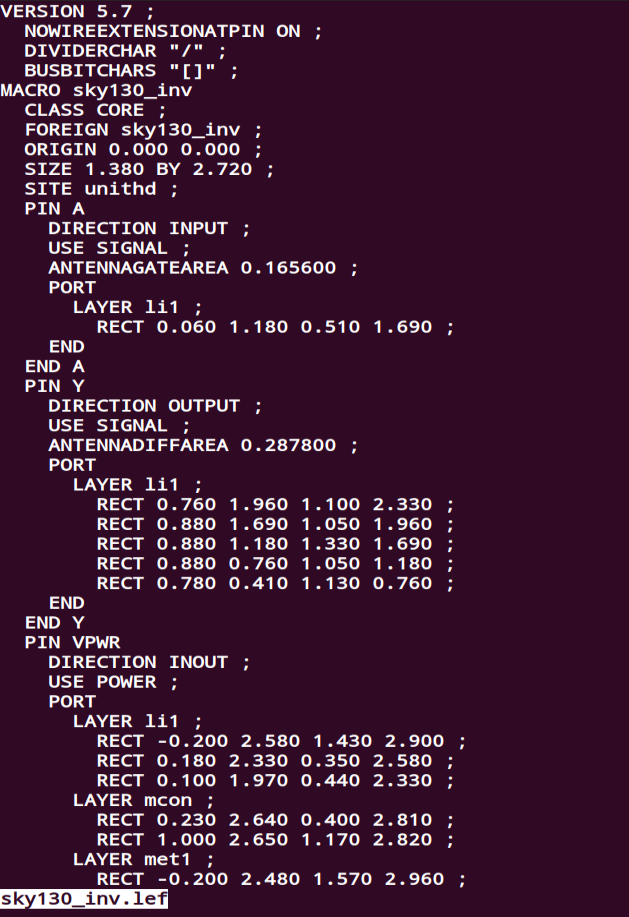 VERSION 5.7 ;
  NOWIREEXTENSIONATPIN ON ;
  DIVIDERCHAR "/" ;
  BUSBITCHARS "[]" ;
MACRO sky130_inv
  CLASS CORE ;
  FOREIGN sky130_inv ;
  ORIGIN 0.000 0.000 ;
  SIZE 1.380 BY 2.720 ;
  SITE unithd ;
  PIN A
    DIRECTION INPUT ;
    USE SIGNAL ;
    ANTENNAGATEAREA 0.165600 ;
    PORT
      LAYER li1 ;
        RECT 0.060 1.180 0.510 1.690 ;
    END
  END A
  PIN Y
    DIRECTION OUTPUT ;
    USE SIGNAL ;
    ANTENNADIFFAREA 0.287800 ;
    PORT
      LAYER li1 ;
        RECT 0.760 1.960 1.100 2.330 ;
        RECT 0.880 1.690 1.050 1.960 ;
        RECT 0.880 1.180 1.330 1.690 ;
        RECT 0.880 0.760 1.050 1.180 ;
        RECT 0.780 0.410 1.130 0.760 ;
    END
  END Y
  PIN VPWR
    DIRECTION INOUT ;
    USE POWER ;
    PORT
      LAYER li1 ;
        RECT -0.200 2.580 1.430 2.900 ;
        RECT 0.180 2.330 0.350 2.580 ;
        RECT 0.100 1.970 0.440 2.330 ;
      LAYER mcon ;
        RECT 0.230 2.640 0.400 2.810 ;
        RECT 1.000 2.650 1.170 2.820 ;
      LAYER met1 ;
        RECT -0.200 2.480 1.570 2.960 ;
sky130_inv.lef